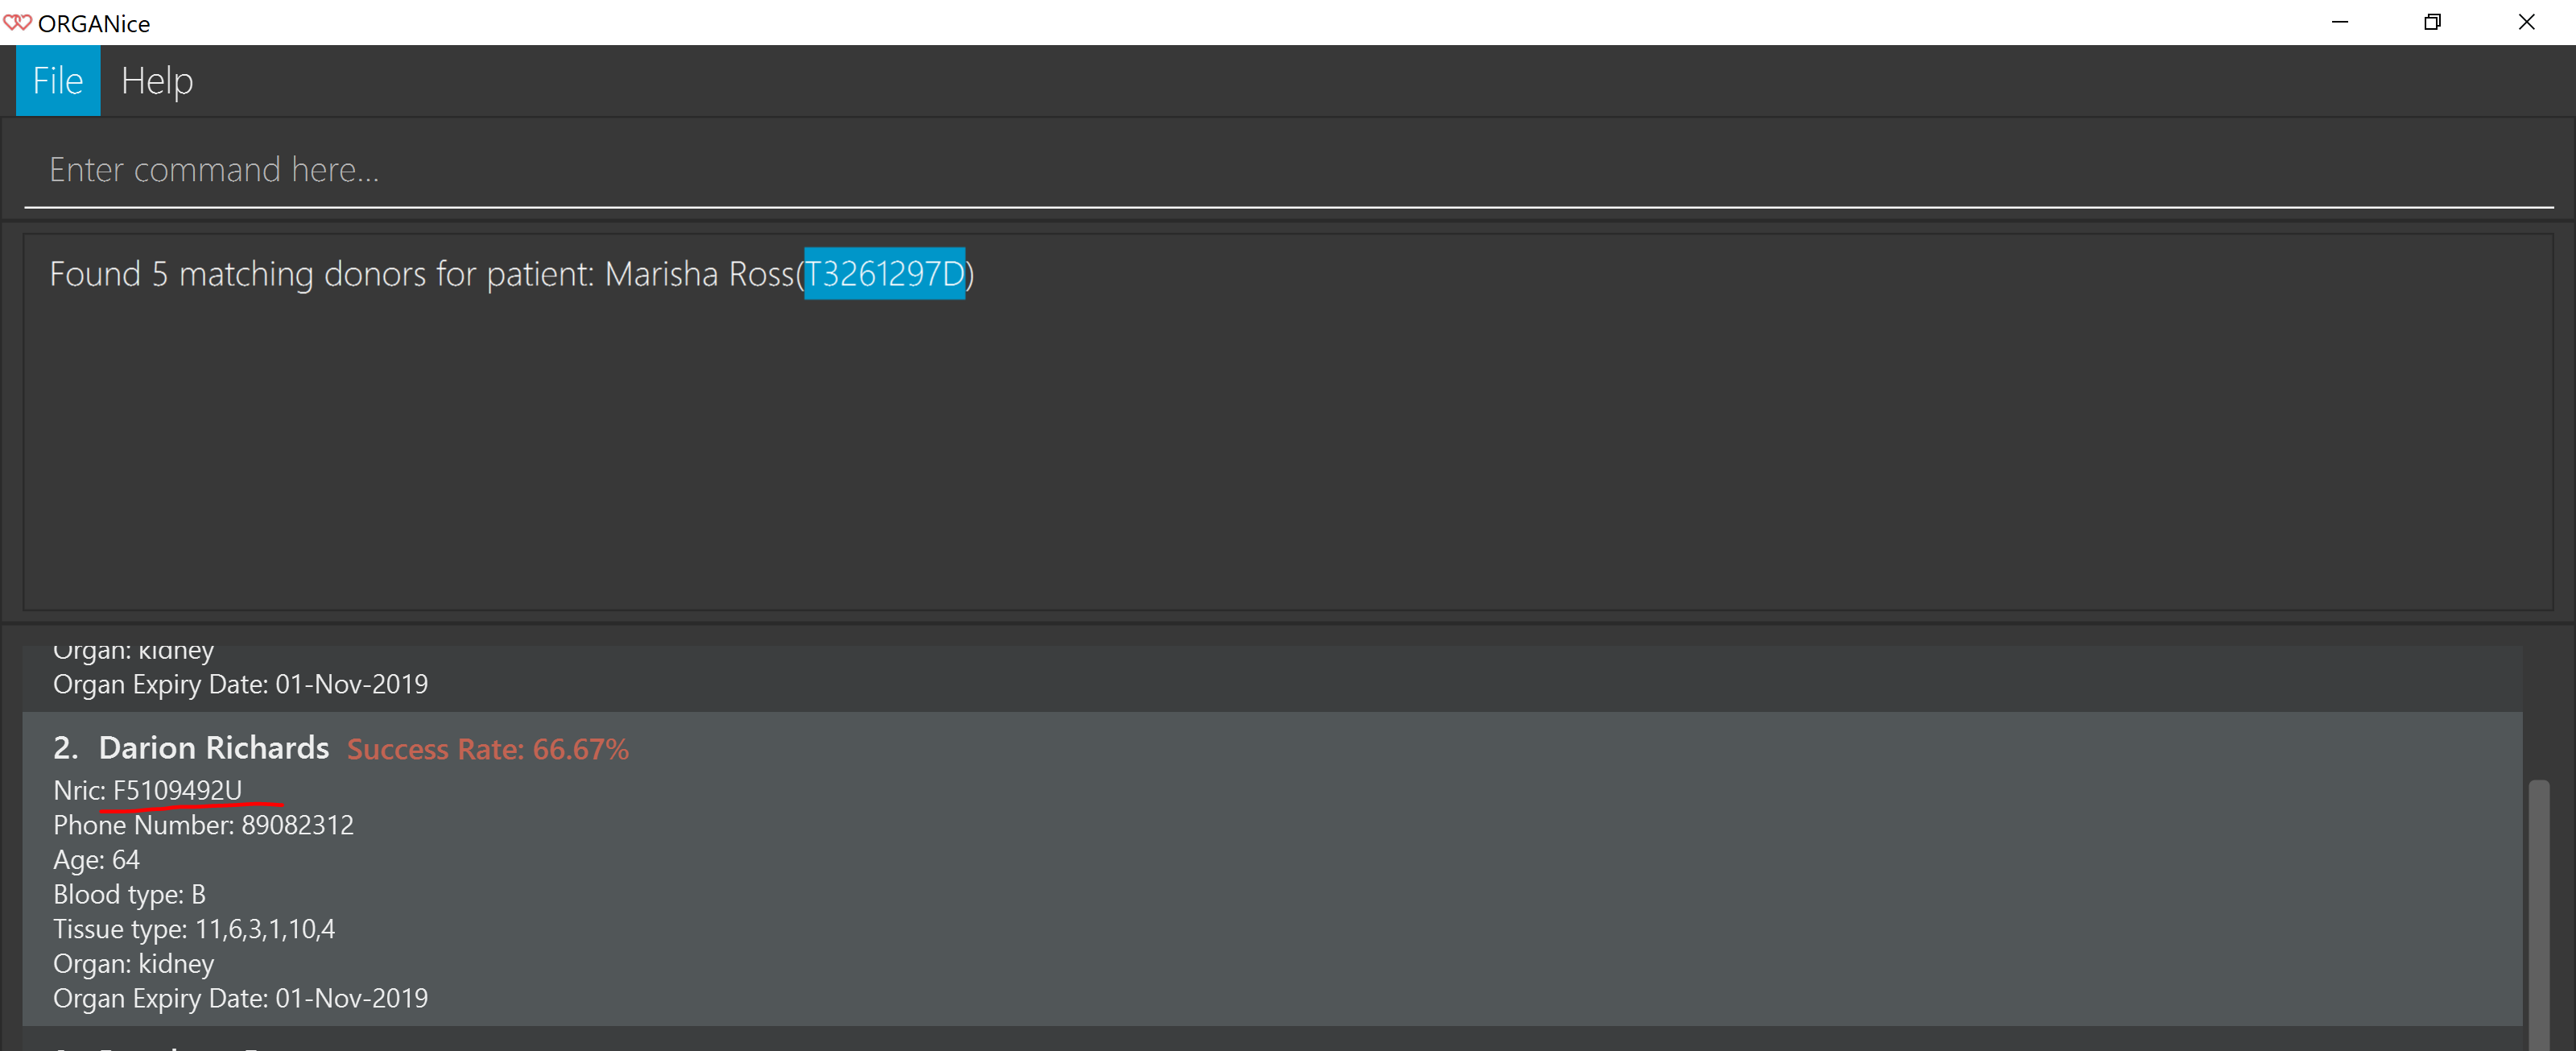 ORGANice
File Help
Enter command here...
Found 5 matching donors for patient: Marisha Ross(T3261297D)
Organ: kidney
Organ Expiry Date: 01-Nov-2019
2. Darion Richards Success Rate: 66.67%
Nric: F5109492U
Phone Number: 89082312
Age: 64
Blood type: B
Tissue type: 11,6,3,1,10,4
Organ: kidney
Organ Expiry Date: 01-Nov-2019